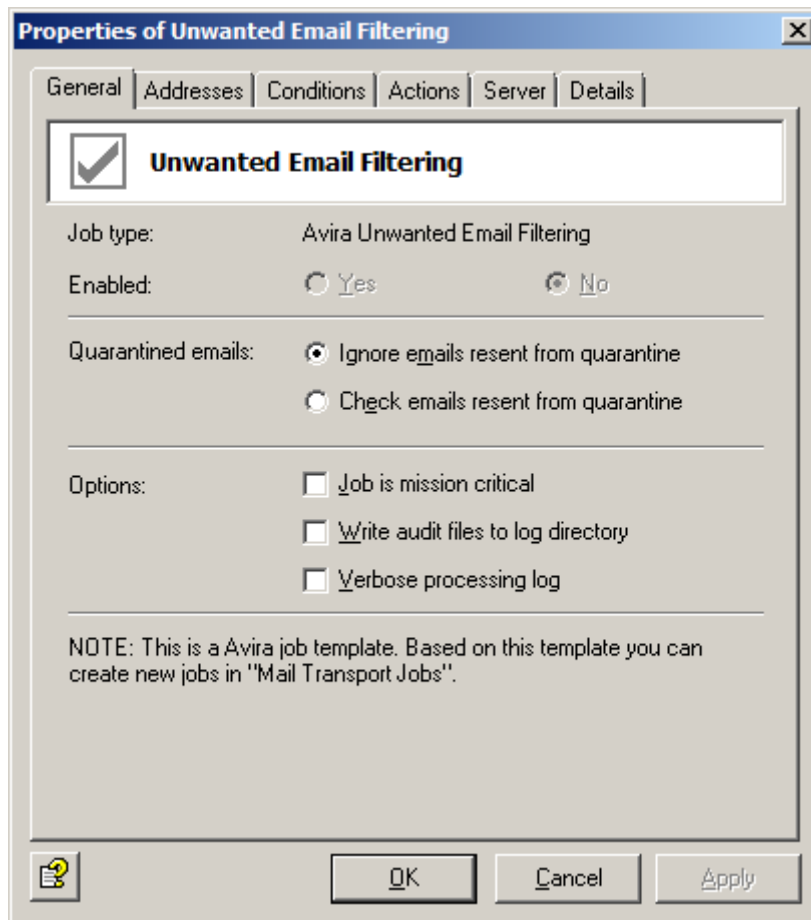 Properties of Unwanted Email Filtering
General Addresses Conditions Actions Server Details
Unwanted Email Filtering
Job type: Avira Unwanted Email Filtering
Enabled: Yes No
Quarantined emails: Ignore emails resent from quarantine
Check emails resent from quarantine
Options: Job is mission critical
Write audit files to log directory
Verbose processing log
NOTE: This is a Avira job template. Based on this template you can
create new jobs in "Mail Transport Jobs".
OK Cancel Apply